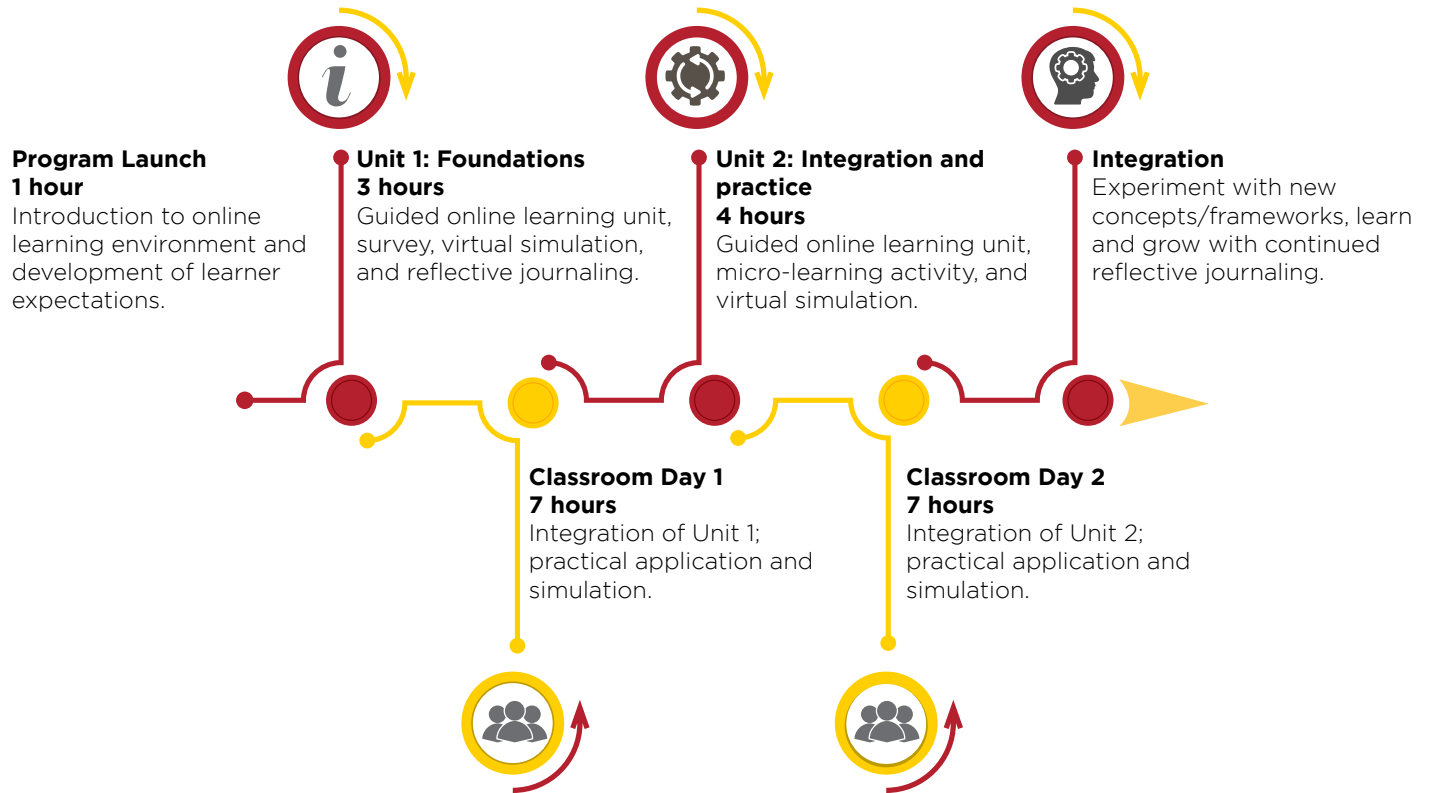 Program Launch
1 hour
Introduction to online
learning environment and
development of learner
expectations.
Unit 1: Foundations
3 hours
Guided online learning unit,
survey, virtual simulation,
and reflective journaling.
Unit 2: Integration and
practice
4 hours
Guided online learning unit,
micro-learning activity, and
virtual simulation.
Integration
Experiment with new
concepts/frameworks, learn
and grow with continued
reflective journaling.
Classroom Day 1
7 hours
Integration of Unit 1;
practical application and
simulation.
Classroom Day 2
7 hours
Integration of Unit 2;
practical application and
simulation.